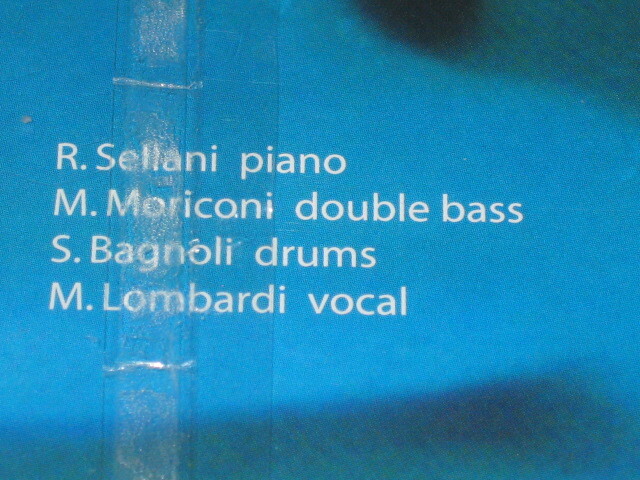 R. Sellani piano
M. Moriconi double bass
S. Bagnoli drums
M. Lombardi vocal